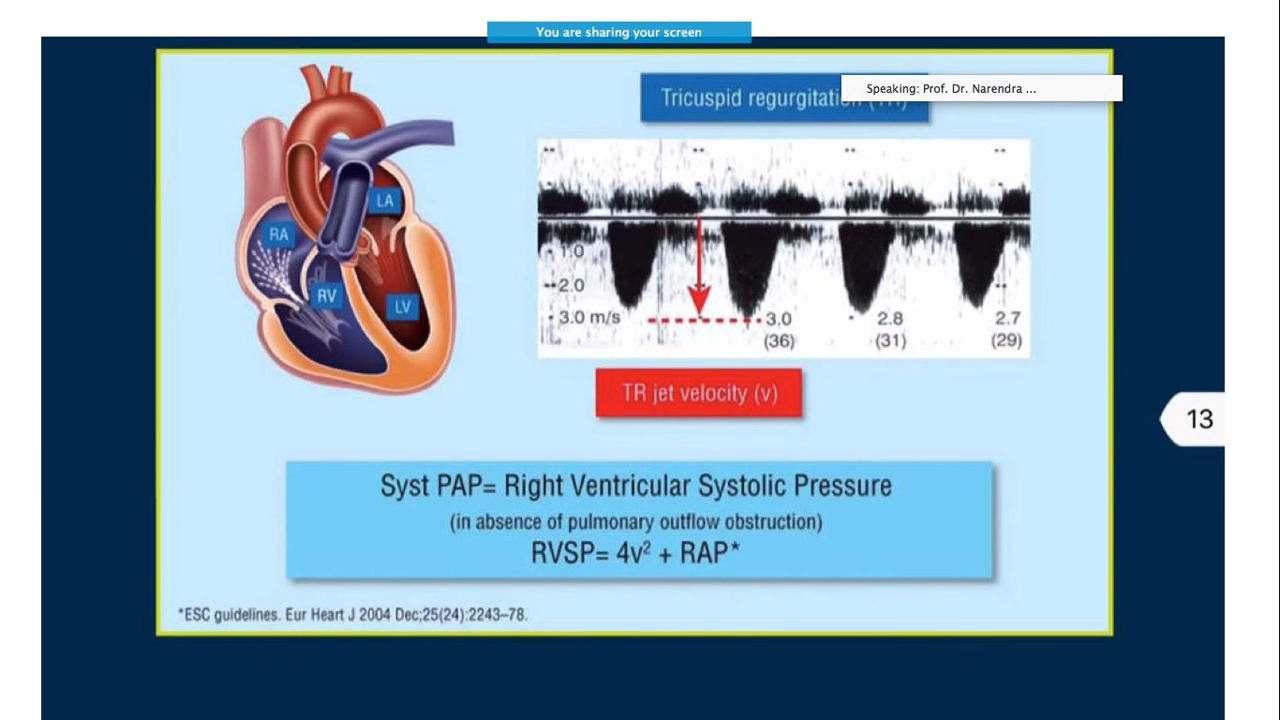 You are sharing your screen
Speaking: Prof. Dr. Narendra ...
Tricuspid regurgitation (TR)
LA
RA
RV
LV
1.0
2.0
3.0 m/s
3.0
(36)
2.8
(31)
2.7
(29)
TR jet velocity (v)
13
Syst PAP= Right Ventricular Systolic Pressure
(in absence of pulmonary outflow obstruction)
RVSP= 4v² + RAP*
*ESC guidelines. Eur Heart J 2004 Dec;25(24):2243–78.